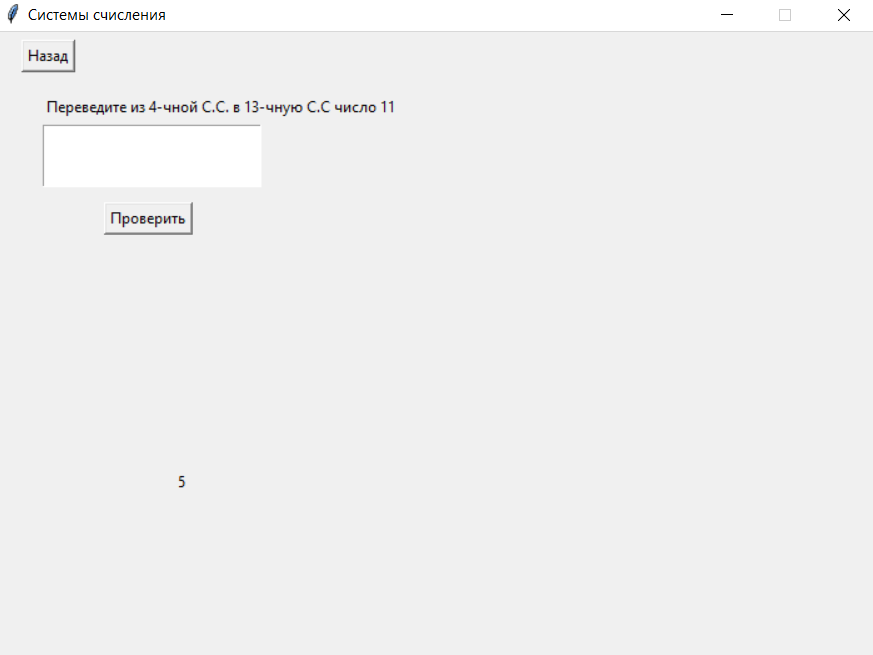 Системы счисления
Назад
Переведите из 4-чной С.С. в 13-чную С.С число 11
Проверить
5